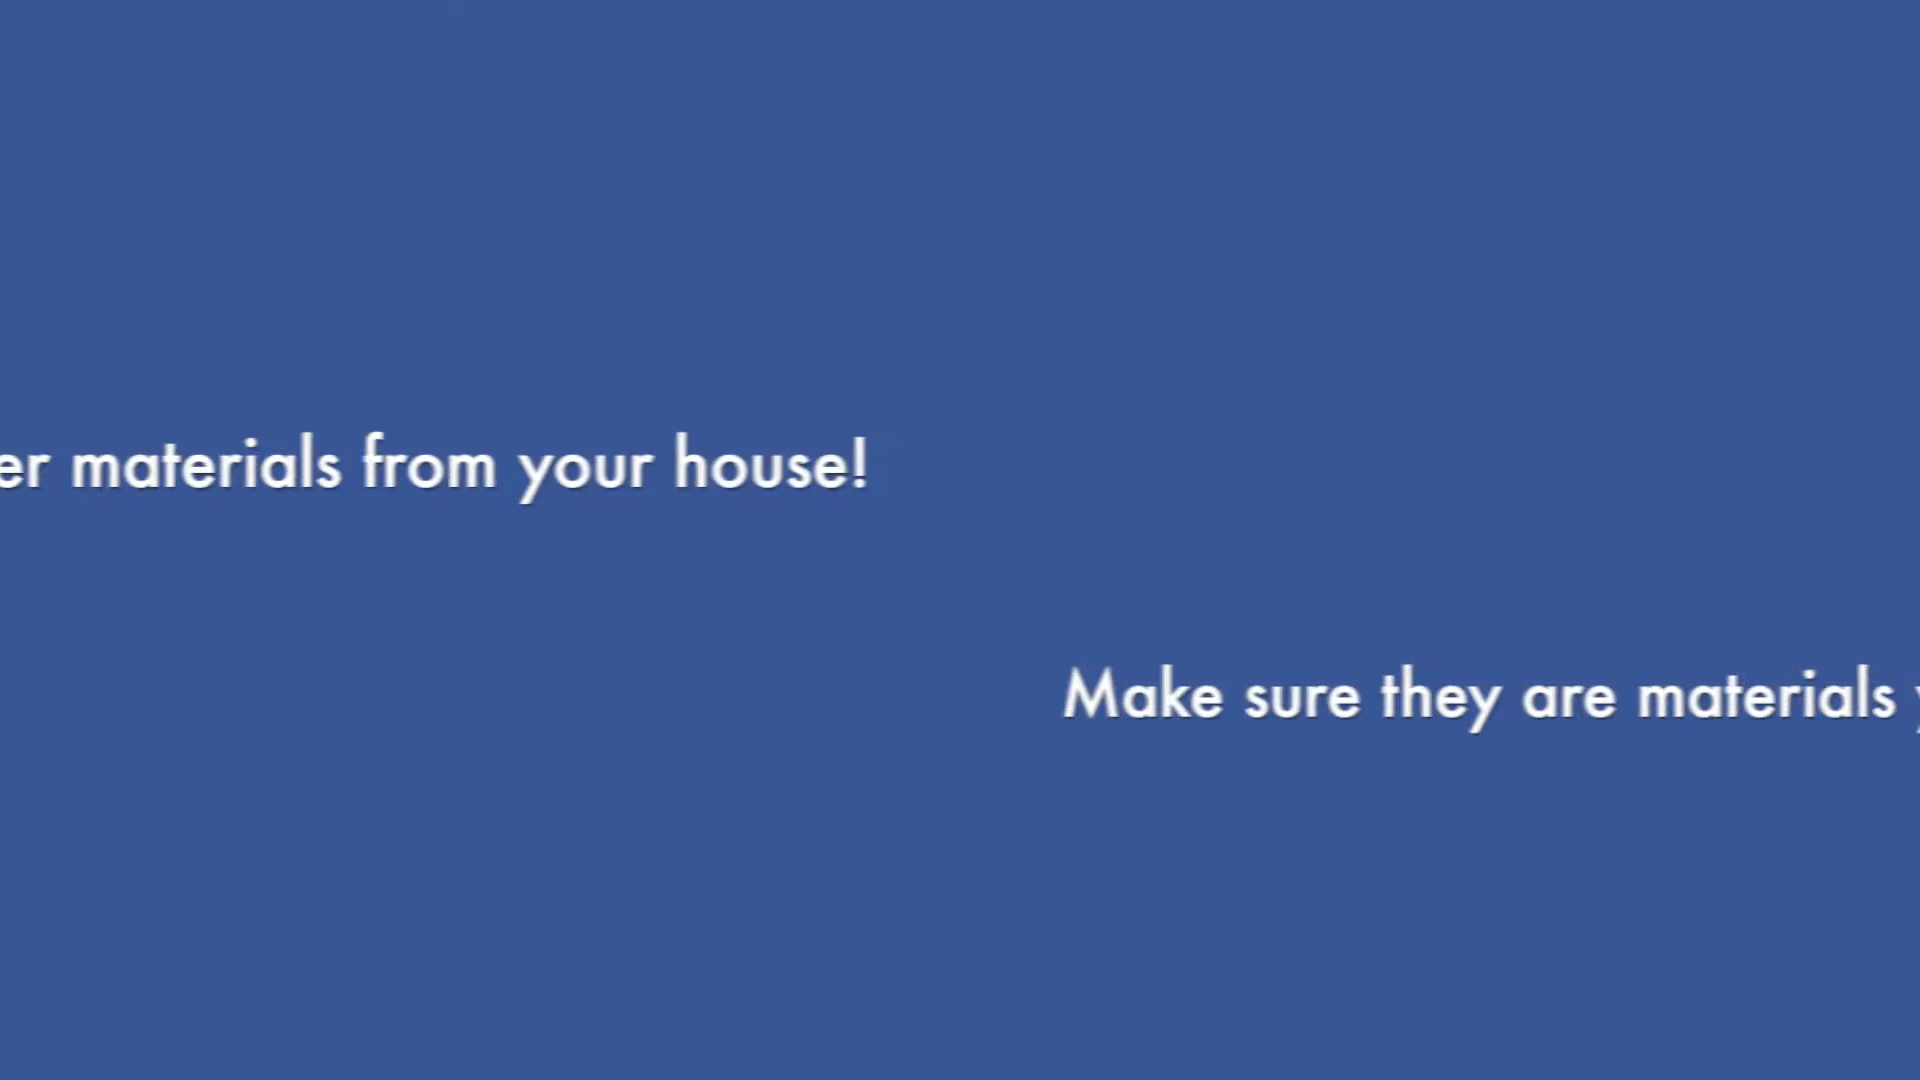 er materials from your house!
Make sure they are materials